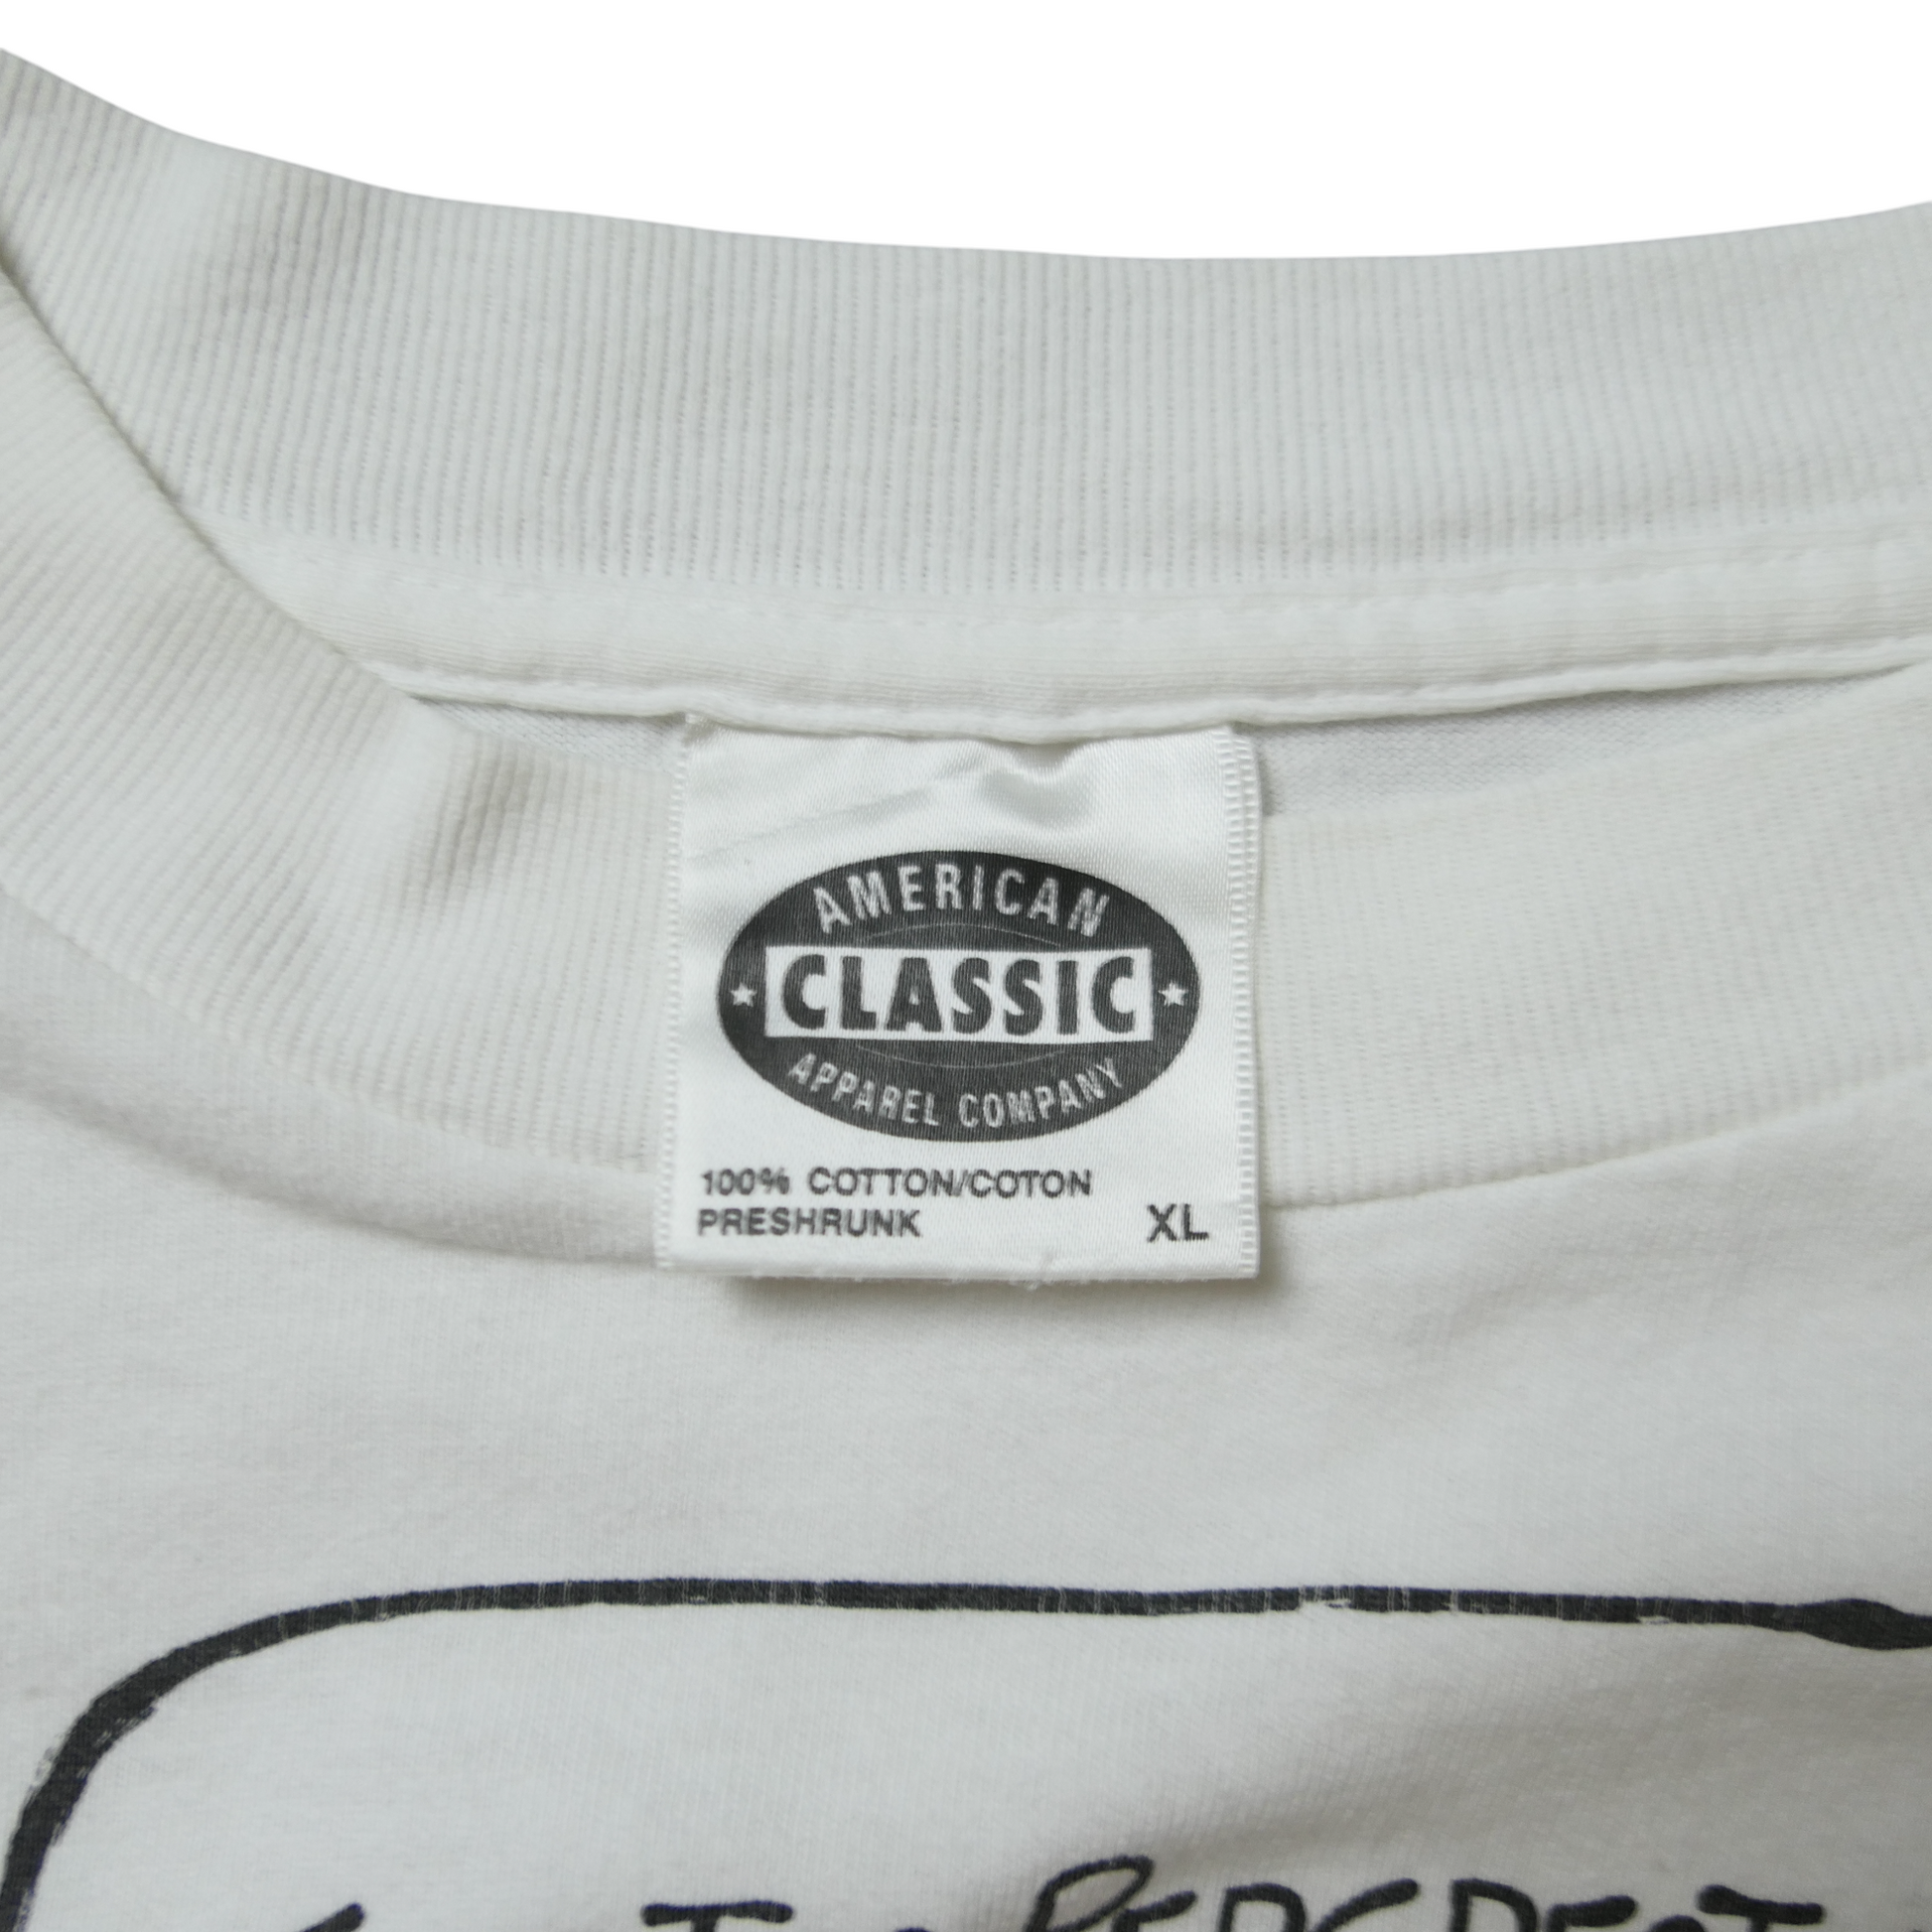 AMERICAN
CLASSIC
APPAREL COMPANY
100% COTTON/COTON
PRESHRUNK XL